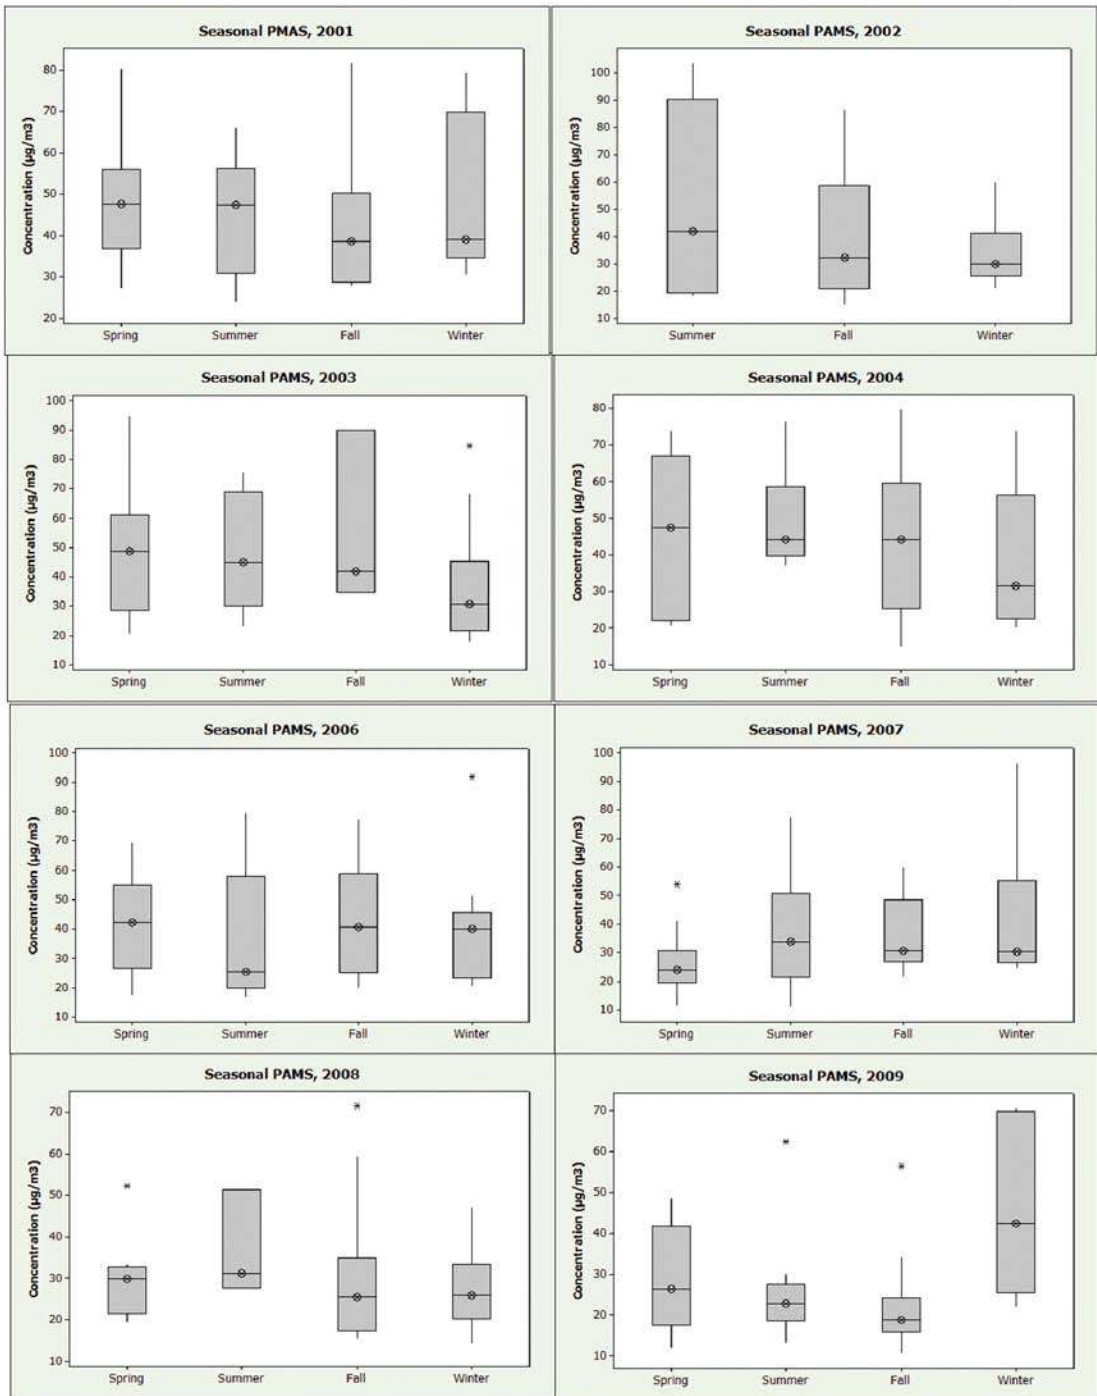 Seasonal PMAS, 2001
Concentration (µg/m3)
80
70
60
50
40
30
20
Spring Summer Fall Winter
Seasonal PAMS, 2002
Concentration (µg/m3)
100
90
80
70
60
50
40
30
20
10
Summer Fall Winter
Seasonal PAMS, 2003
Concentration (µg/m3)
100
90
80
70
60
50
40
30
20
10
Spring Summer Fall Winter
Seasonal PAMS, 2004
Concentration (µg/m3)
80
70
60
50
40
30
20
10
Spring Summer Fall Winter
Seasonal PAMS, 2006
Concentration (µg/m3)
100
90
80
70
60
50
40
30
20
10
Spring Summer Fall Winter
Seasonal PAMS, 2007
Concentration (µg/m3)
100
90
80
70
60
50
40
30
20
10
Spring Summer Fall Winter
Seasonal PAMS, 2008
Concentration (µg/m3)
70
60
50
40
30
20
10
Spring Summer Fall Winter
Seasonal PAMS, 2009
Concentration (µg/m3)
70
60
50
40
30
20
10
Spring Summer Fall Winter